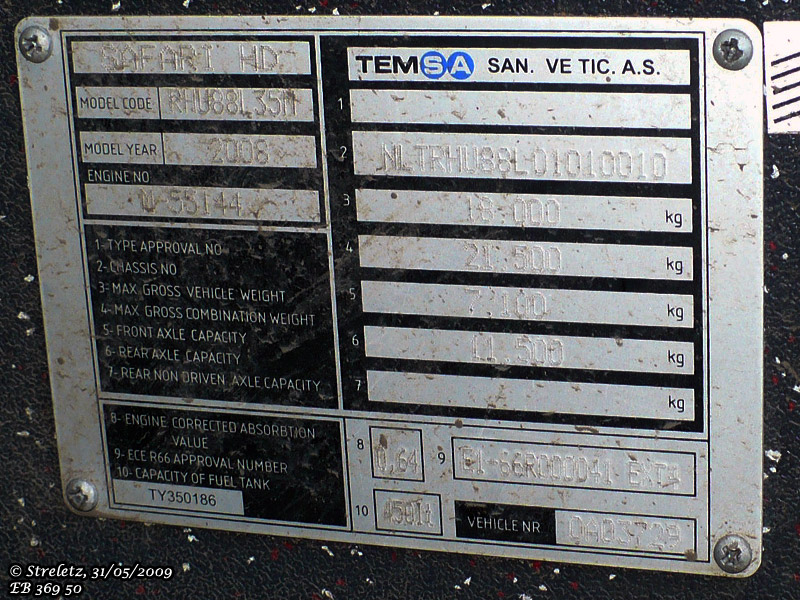 SAFARI HD
MODEL CODE RHU88L35M
MODEL YEAR 2008
ENGINE NO
N-55144
TEMSA SAN. VE TIC. A.S.
1
2 NLTRHU88L01010010
3 18.000 kg
4 21.500 kg
5 7.100 kg
6 11.500 kg
7 kg
1- TYPE APPROVAL NO
2- CHASSIS NO
3- MAX. GROSS VEHICLE WEIGHT
4- MAX. GROSS COMBINATION WEIGHT
5- FRONT AXLE CAPACITY
6- REAR AXLE CAPACITY
7- REAR NON DRIVEN AXLE CAPACITY
8- ENGINE CORRECTED ABSORBTION
VALUE
9- ECE R66 APPROVAL NUMBER
10- CAPACITY OF FUEL TANK
TY350186
8 0,64 9 E1-66R000041 EXT4
10 450lt VEHICLE NR
© Streletz, 31/05/2009
EB 369 50